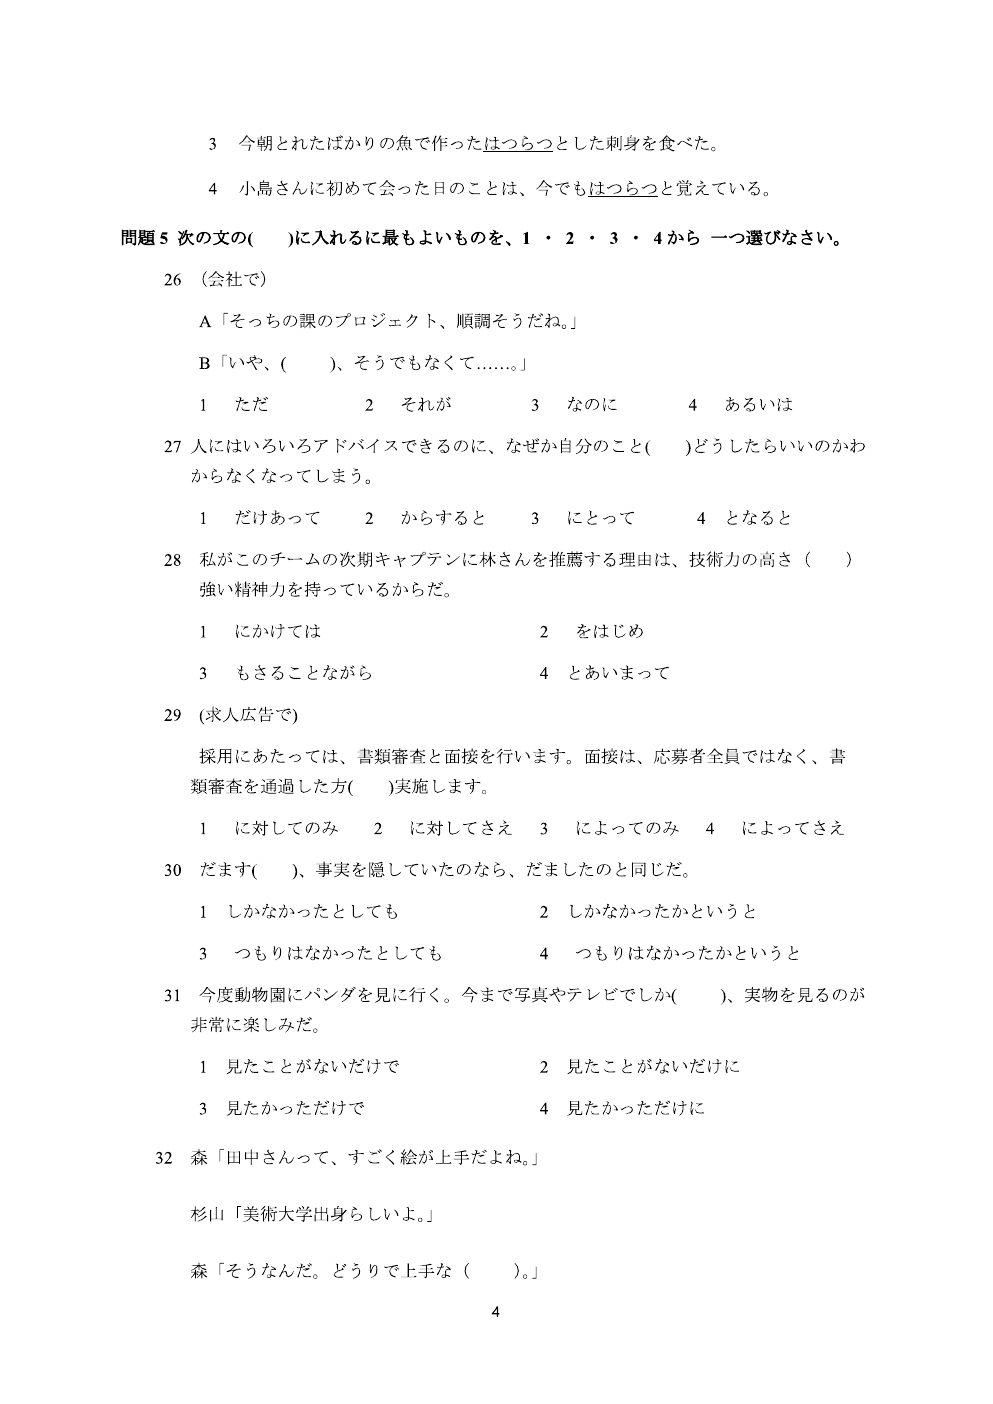 3 今朝とれたばかりの魚で作ったはつらつとした刺身を食べた。
4 小島さんに初めて会った日のことは、今でもはつらつと覚えている。
問題 5 次の文の( )に入れるに最もよいものを、1 ・ 2 ・ 3 ・ 4 から 一つ選びなさい。
26 （会社で）
A「そっちの課のプロジェクト、順調そうだね。」
B「いや、( )、そうでもなくて……。」
1 ただ 2 それが 3 なのに 4 あるいは
27 人にはいろいろアドバイスできるのに、なぜか自分のこと( )どうしたらいいのかわ
からなくなってしまう。
1 だけあって 2 からすると 3 にとって 4 となると
28 私がこのチームの次期キャプテンに林さんを推薦する理由は、技術力の高さ（ ）
強い精神力を持っているからだ。
1 にかけては 2 をはじめ
3 もさることながら 4 とあいまって
29 (求人広告で)
採用にあたっては、書類審査と面接を行います。面接は、応募者全員ではなく、書
類審査を通過した方( )実施します。
1 に対してのみ 2 に対してさえ 3 によってのみ 4 によってさえ
30 だます( )、事実を隠していたのなら、だましたのと同じだ。
1 しかなかったとしても 2 しかなかったかというと
3 つもりはなかったとしても 4 つもりはなかったかというと
31 今度動物園にパンダを見に行く。今まで写真やテレビでしか( )、実物を見るのが
非常に楽しみだ。
1 見たことがないだけで 2 見たことがないだけに
3 見たかっただけで 4 見たかっただけに
32 森「田中さんって、すごく絵が上手だよね。」
杉山「美術大学出身らしいよ。」
森「そうなんだ。どうりで上手な（ ）。」
4